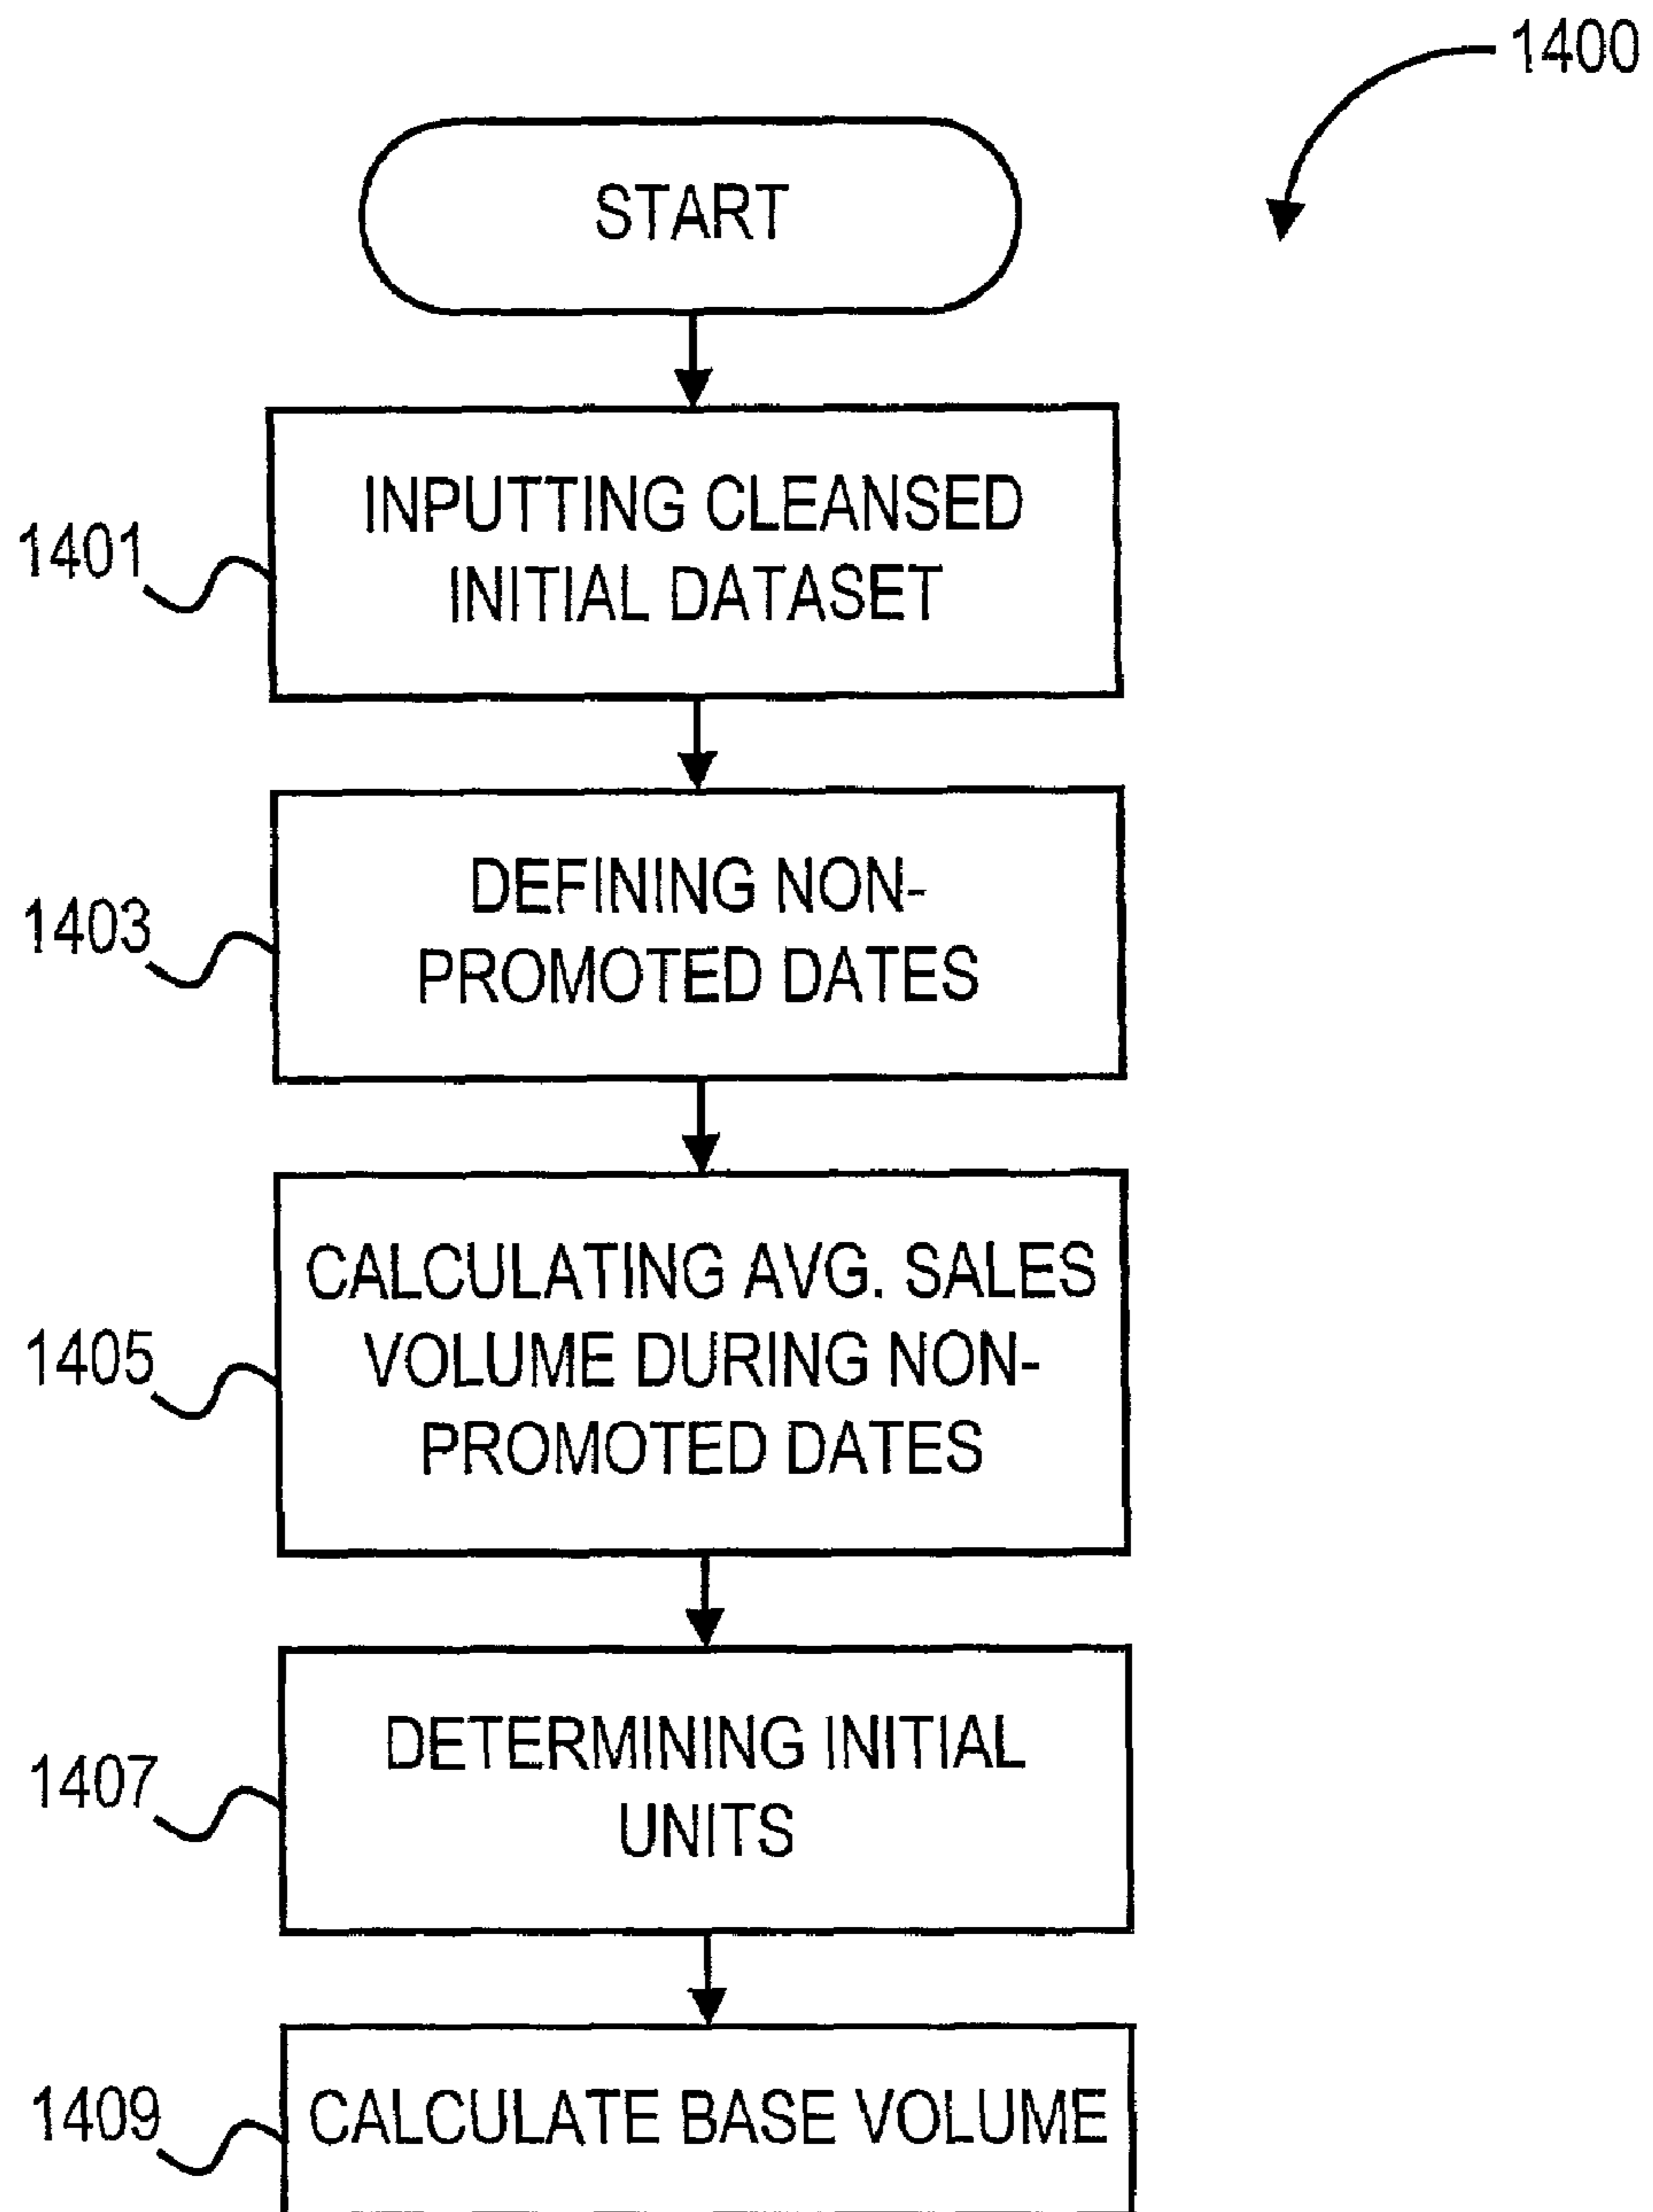 1400
START
1401
INPUTTING CLEANSED
INITIAL DATASET
1403
DEFINING NON-
PROMOTED DATES
1405
CALCULATING AVG. SALES
VOLUME DURING NON-
PROMOTED DATES
1407
DETERMINING INITIAL
UNITS
1409
CALCULATE BASE VOLUME